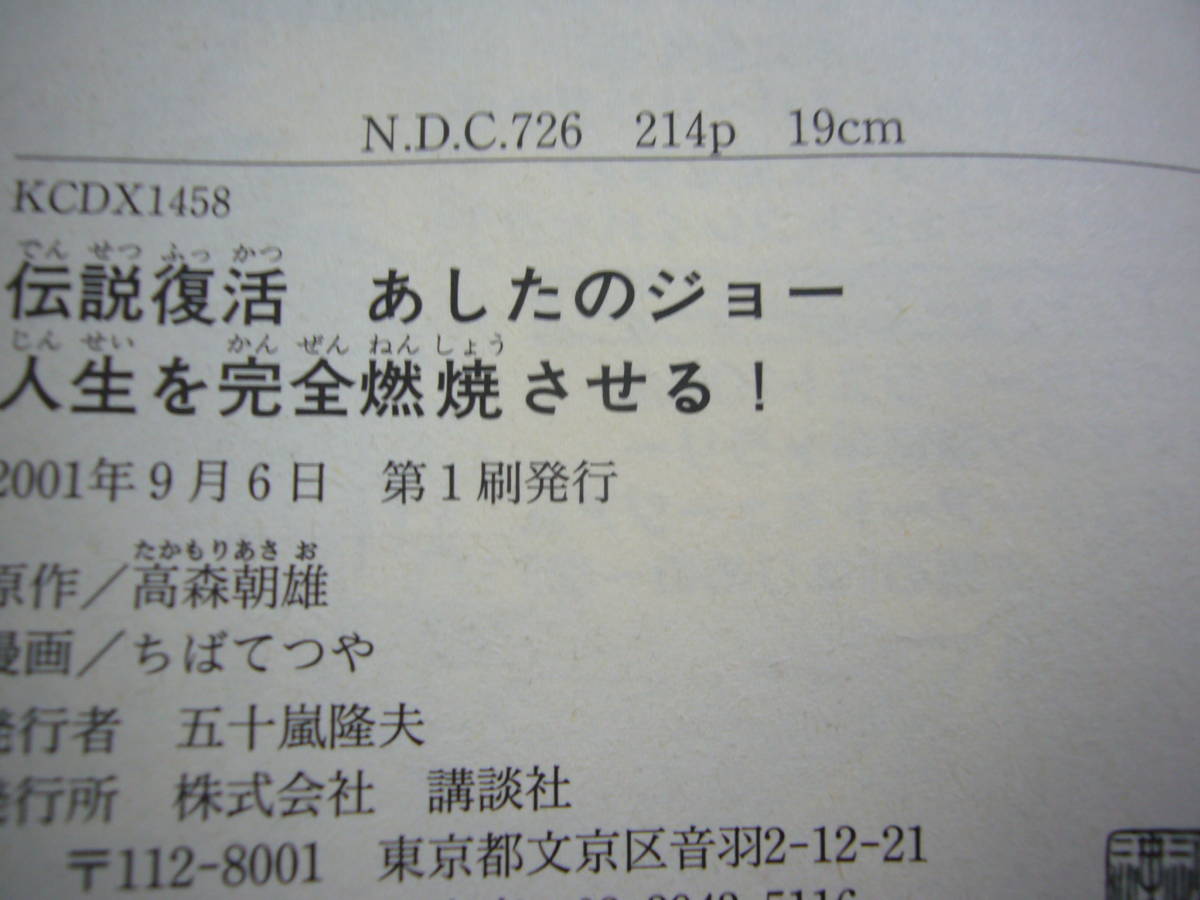 N.D.C.726 214p 19cm
KCDX1458
でんせつふっかつ
伝説復活 あしたのジョー
じんせい かんぜんねんしょう
人生を完全燃焼させる！
2001年9月6日 第1刷発行
たかもりあさお
原作／高森朝雄
漫画／ちばてつや
発行者 五十嵐隆夫
発行所 株式会社 講談社
〒112-8001 東京都文京区音羽2-12-21